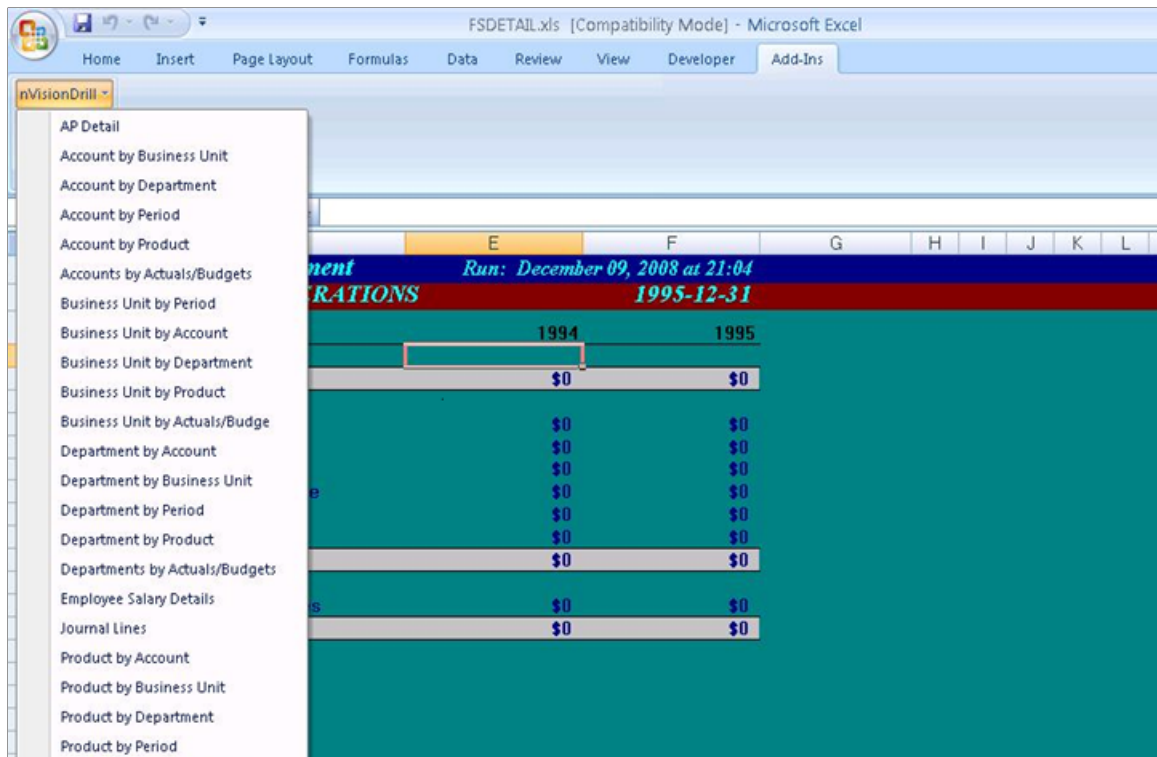 FSDETAIL.xls [Compatibility Mode] - Microsoft Excel
Home Insert Page Layout Formulas Data Review View Developer Add-Ins
nVisionDrill
AP Detail
Account by Business Unit
Account by Department
Account by Period
Account by Product
Accounts by Actuals/Budgets
Business Unit by Period
Business Unit by Account
Business Unit by Department
Business Unit by Product
Business Unit by Actuals/Budge
Department by Account
Department by Business Unit
Department by Period
Department by Product
Departments by Actuals/Budgets
Employee Salary Details
Journal Lines
Product by Account
Product by Business Unit
Product by Department
Product by Period
E F G H I J K L
ment Run: December 09, 2008 at 21:04
RATIONS 1995-12-31
1994 1995
$0 $0
$0 $0
$0 $0
$0 $0
e $0 $0
$0 $0
$0 $0
$0 $0
s $0 $0
$0 $0